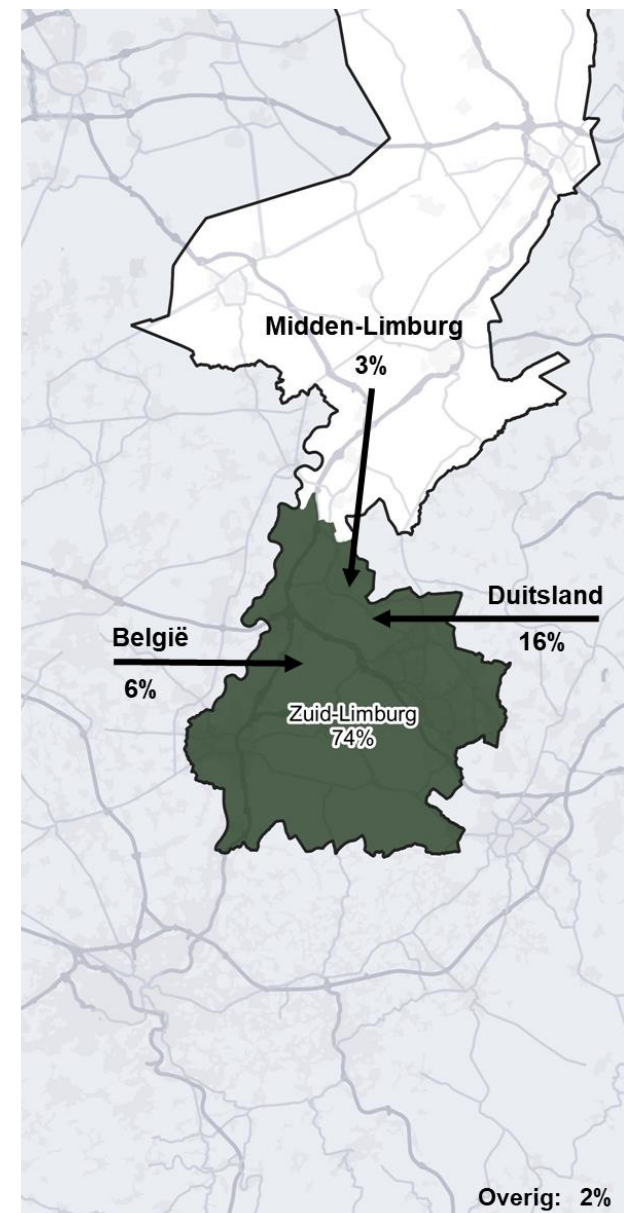 Midden-Limburg
3%
Duitsland
16%
België
6%
Zuid-Limburg
74%
Overig: 2%